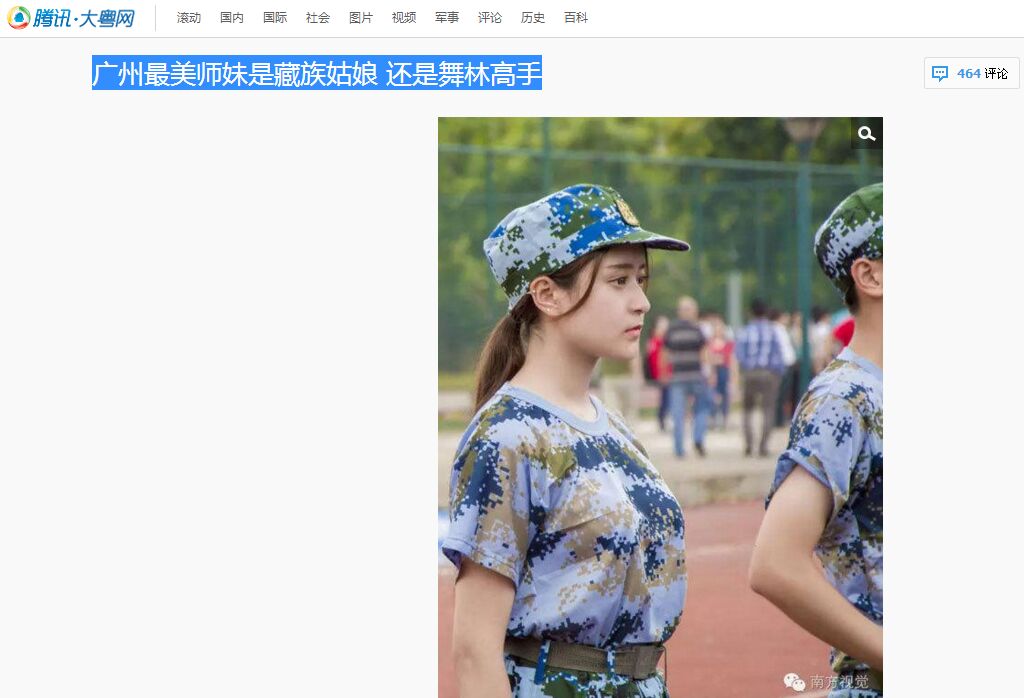 腾讯·大粤网 滚动 国内 国际 社会 图片 视频 军事 评论 历史 百科
广州最美师妹是藏族姑娘 还是舞林高手
464 评论
南方视觉